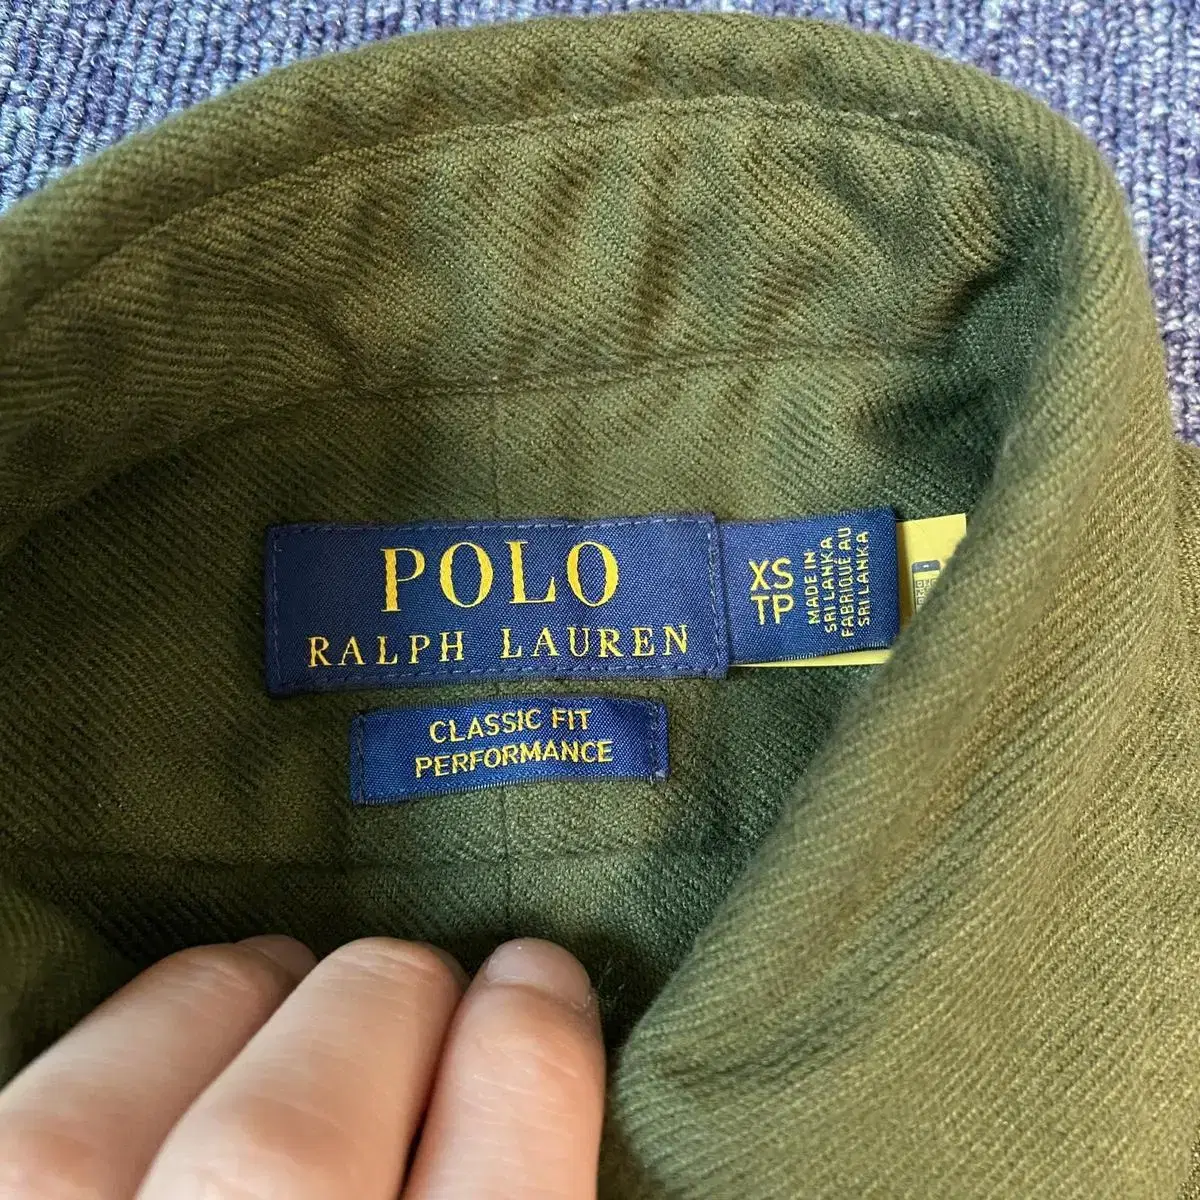 POLO
RALPH LAUREN
XS
TP
MADE IN
SRI LANKA
FABRIQUÉ AU
SRI LANKA
CLASSIC FIT
PERFORMANCE